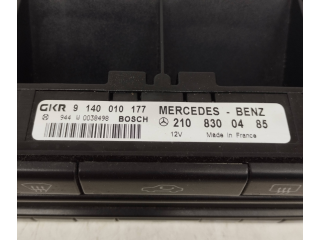 GKR 9 140 010 177 MERCEDES - BENZ
944 W 0038498 BOSCH 210 830 04 85
12V Made in France